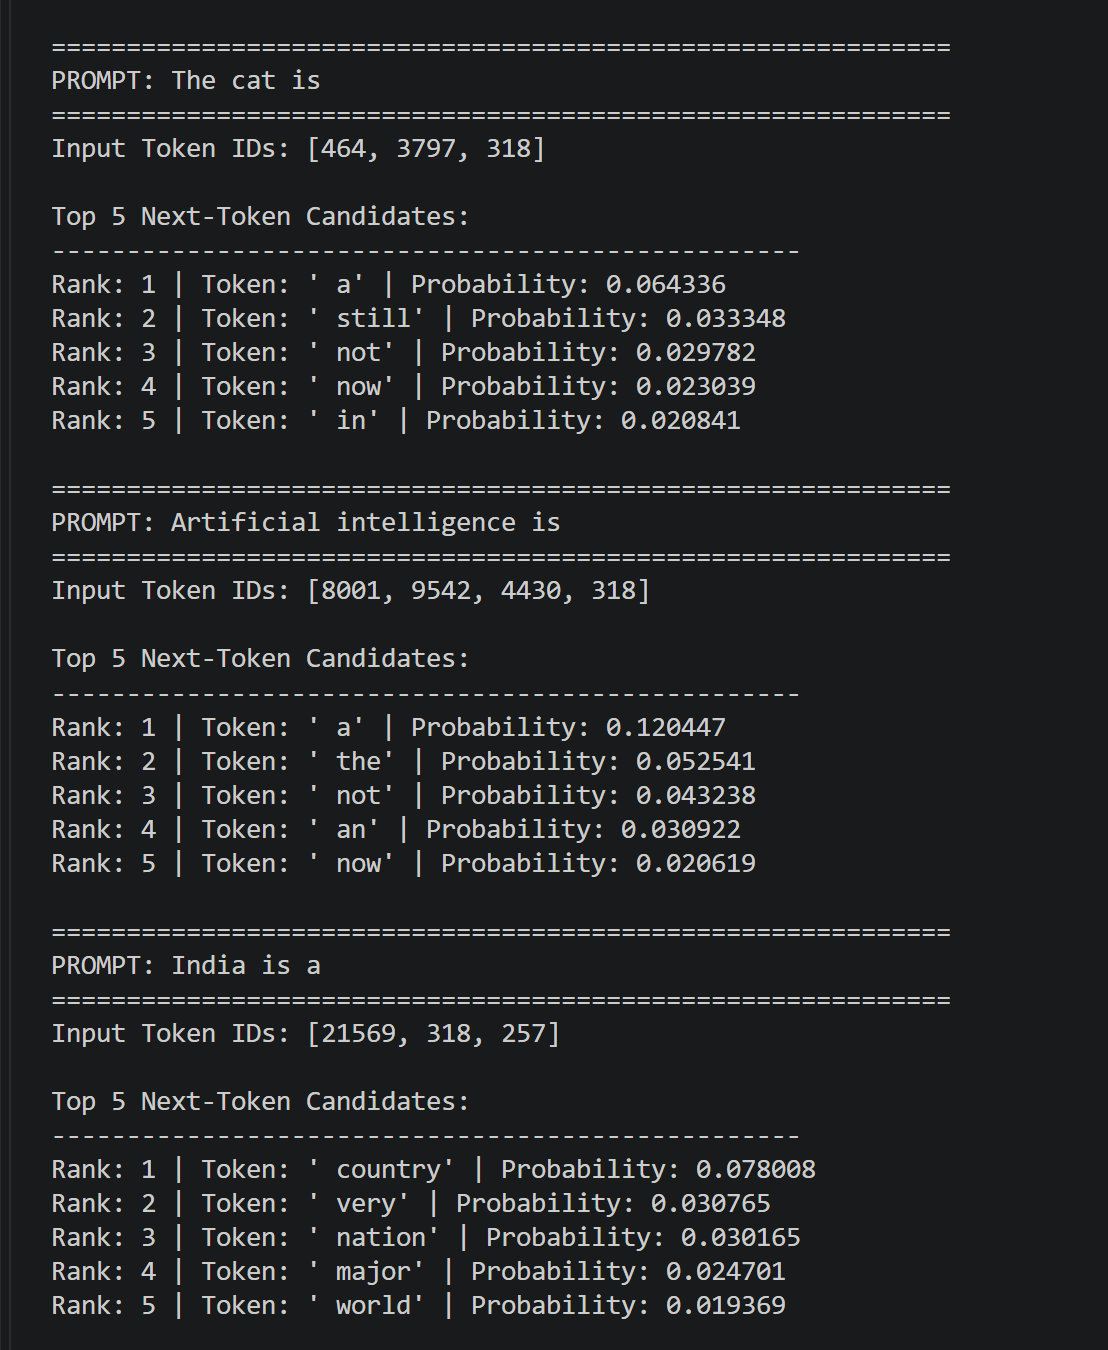 ============================================================
PROMPT: The cat is
============================================================
Input Token IDs: [464, 3797, 318]
Top 5 Next-Token Candidates:
--------------------------------------------------
Rank: 1 | Token: ' a' | Probability: 0.064336
Rank: 2 | Token: ' still' | Probability: 0.033348
Rank: 3 | Token: ' not' | Probability: 0.029782
Rank: 4 | Token: ' now' | Probability: 0.023039
Rank: 5 | Token: ' in' | Probability: 0.020841
============================================================
PROMPT: Artificial intelligence is
============================================================
Input Token IDs: [8001, 9542, 4430, 318]
Top 5 Next-Token Candidates:
--------------------------------------------------
Rank: 1 | Token: ' a' | Probability: 0.120447
Rank: 2 | Token: ' the' | Probability: 0.052541
Rank: 3 | Token: ' not' | Probability: 0.043238
Rank: 4 | Token: ' an' | Probability: 0.030922
Rank: 5 | Token: ' now' | Probability: 0.020619
============================================================
PROMPT: India is a
============================================================
Input Token IDs: [21569, 318, 257]
Top 5 Next-Token Candidates:
--------------------------------------------------
Rank: 1 | Token: ' country' | Probability: 0.078008
Rank: 2 | Token: ' very' | Probability: 0.030765
Rank: 3 | Token: ' nation' | Probability: 0.030165
Rank: 4 | Token: ' major' | Probability: 0.024701
Rank: 5 | Token: ' world' | Probability: 0.019369